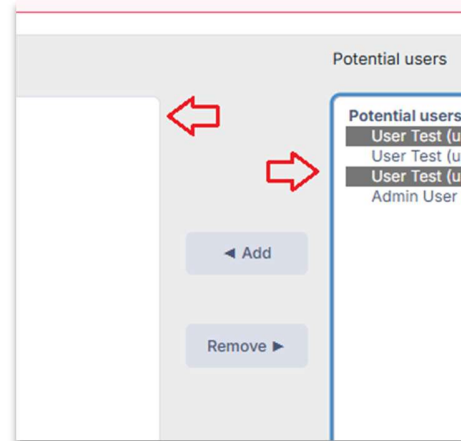 Potential users
Potential users
User Test (u
User Test (u
User Test (u
Admin User
◄ Add
Remove ►